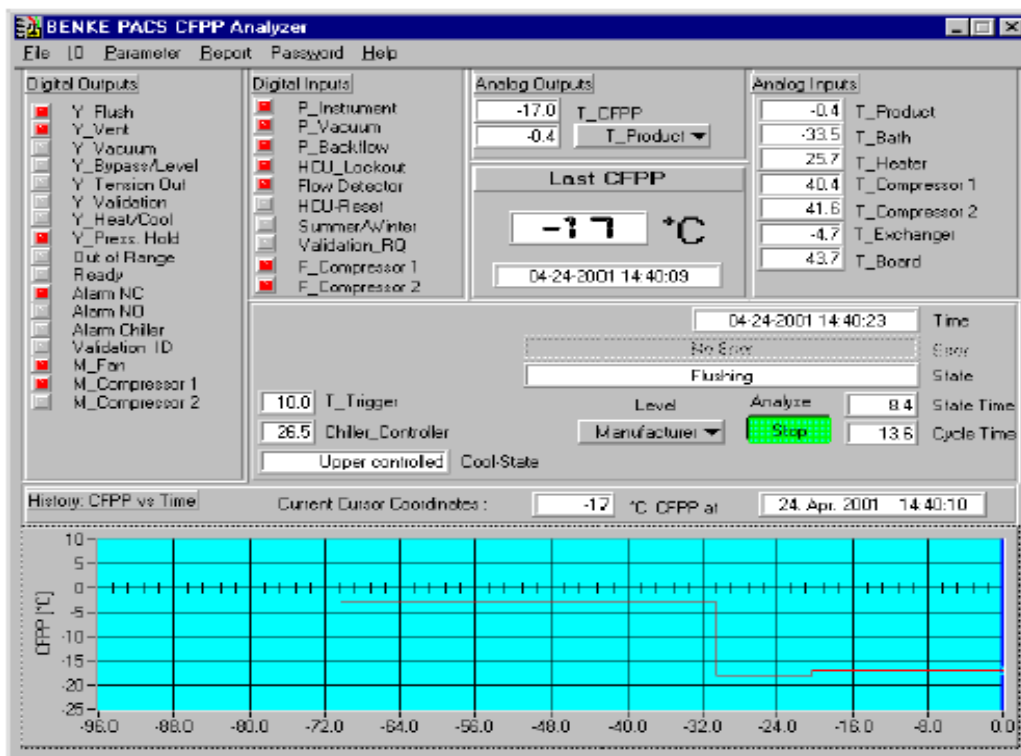 BENKE PACS CFPP Analyzer
File IO Parameter Report Password Help
Digital Outputs
Y_Flush
Y_Vent
Y_Vacuum
Y_Bypass/Level
Y_Tension Out
Y_Validation
Y_Heat/Cool
Y_Press. Hold
Out of Range
Ready
Alarm NC
Alarm NO
Alarm Chiller
Validation_ID
M_Fan
M_Compressor 1
M_Compressor 2
Digital Inputs
P_Instrument
P_Vacuum
P_Backflow
HCU_Lockout
Flow Detector
HCU-Reset
Summer/Winter
Validation_RQ
F_Compressor 1
F_Compressor 2
Analog Outputs
-17.0 T_CFPP
-0.4 T_Product
Last CFPP
-17 °C
04-24-2001 14:40:09
Analog Inputs
-0.4 T_Product
-33.5 T_Bath
25.7 T_Heater
40.4 T_Compressor 1
41.6 T_Compressor 2
-4.7 T_Exchanger
43.7 T_Board
04-24-2001 14:40:23 Time
No Error Error
Flushing State
10.0 T_Trigger
26.5 Chiller_Controller
Upper controlled Cool-State
Level
Manufacturer
Analyze
Stop
8.4 State Time
13.6 Cycle Time
History: CFPP vs Time
Current Cursor Coordinates :
-17 °C CFPP at 24. Apr. 2001 14:40:10
CFPP [°C]
10
5
0
-5
-10
-15
-20
-25
-96.0 -88.0 -80.0 -72.0 -64.0 -56.0 -48.0 -40.0 -32.0 -24.0 -16.0 -8.0 0.0